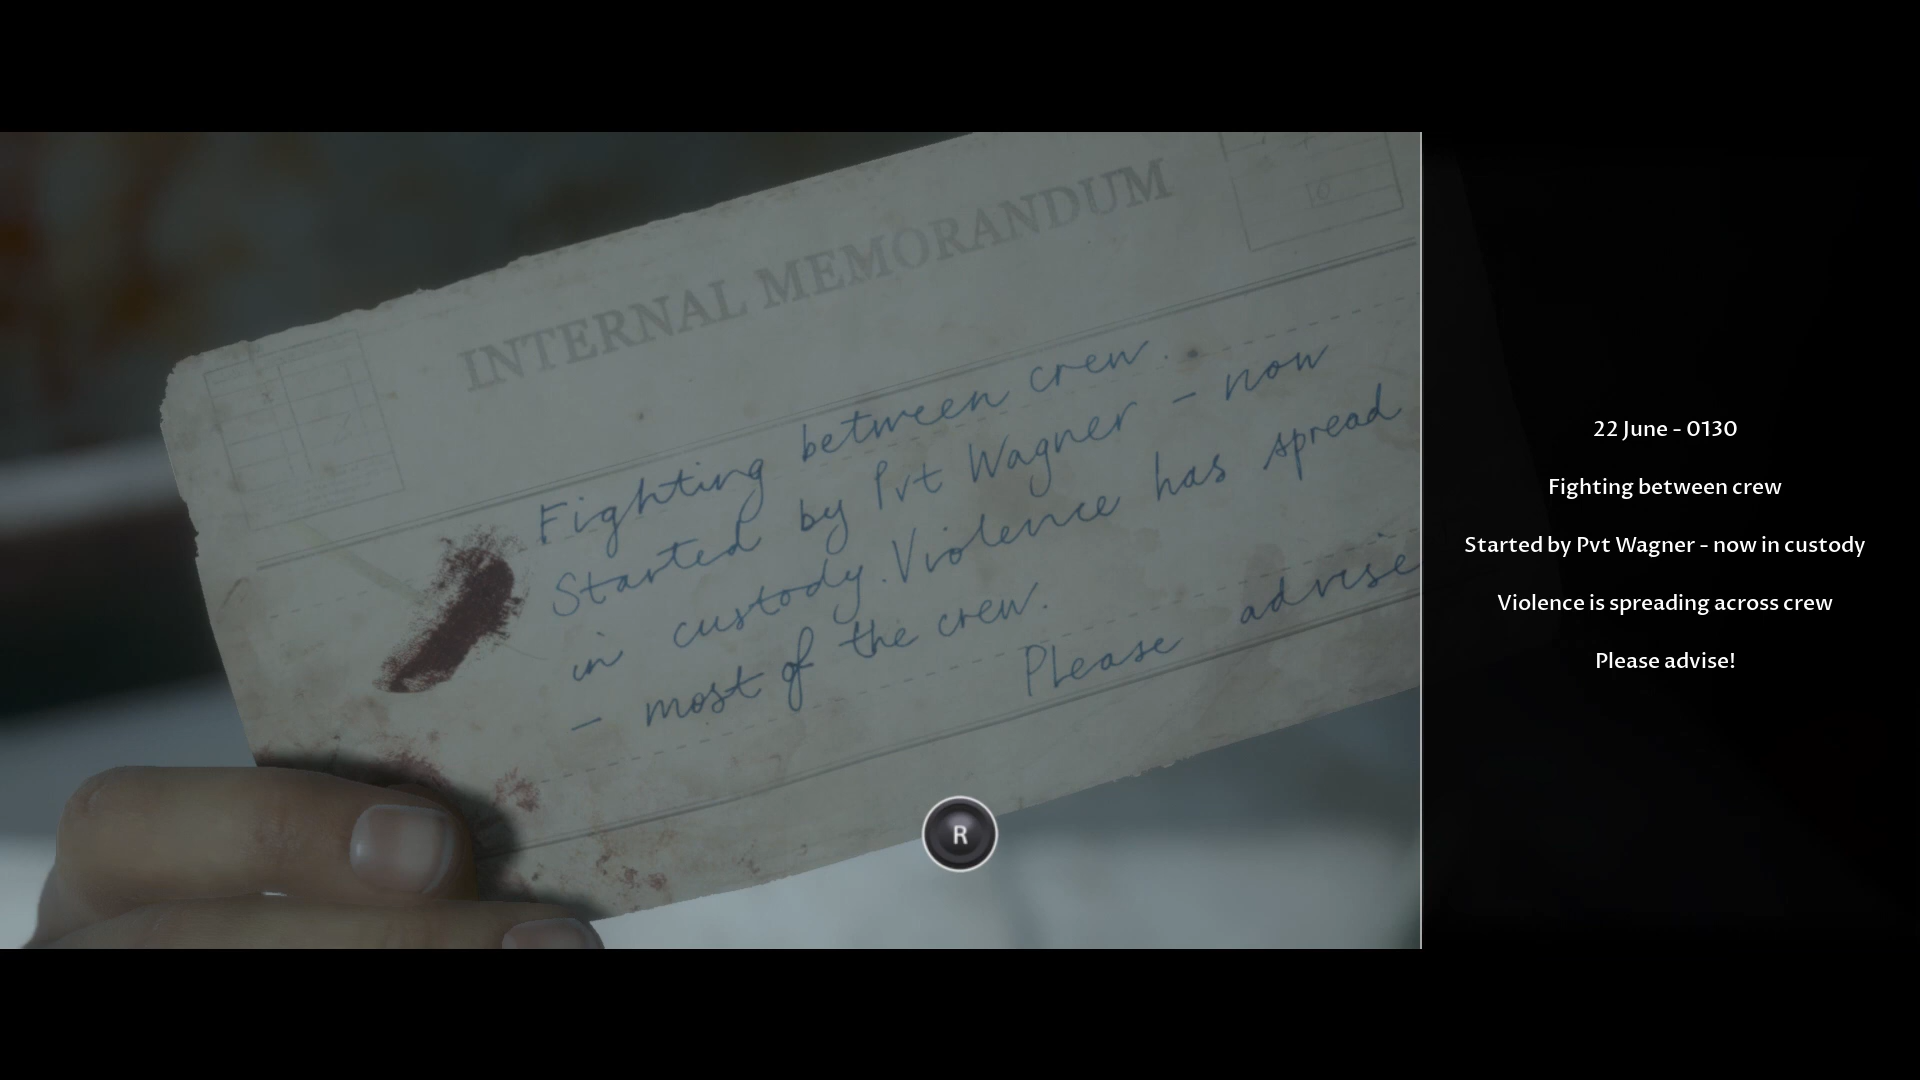 INTERNAL MEMORANDUM
Fighting between crew.
Started by Pvt Wagner - now
in custody. Violence has spread
- most of the crew.
Please advise
R
22 June - 0130
Fighting between crew
Started by Pvt Wagner - now in custody
Violence is spreading across crew
Please advise!